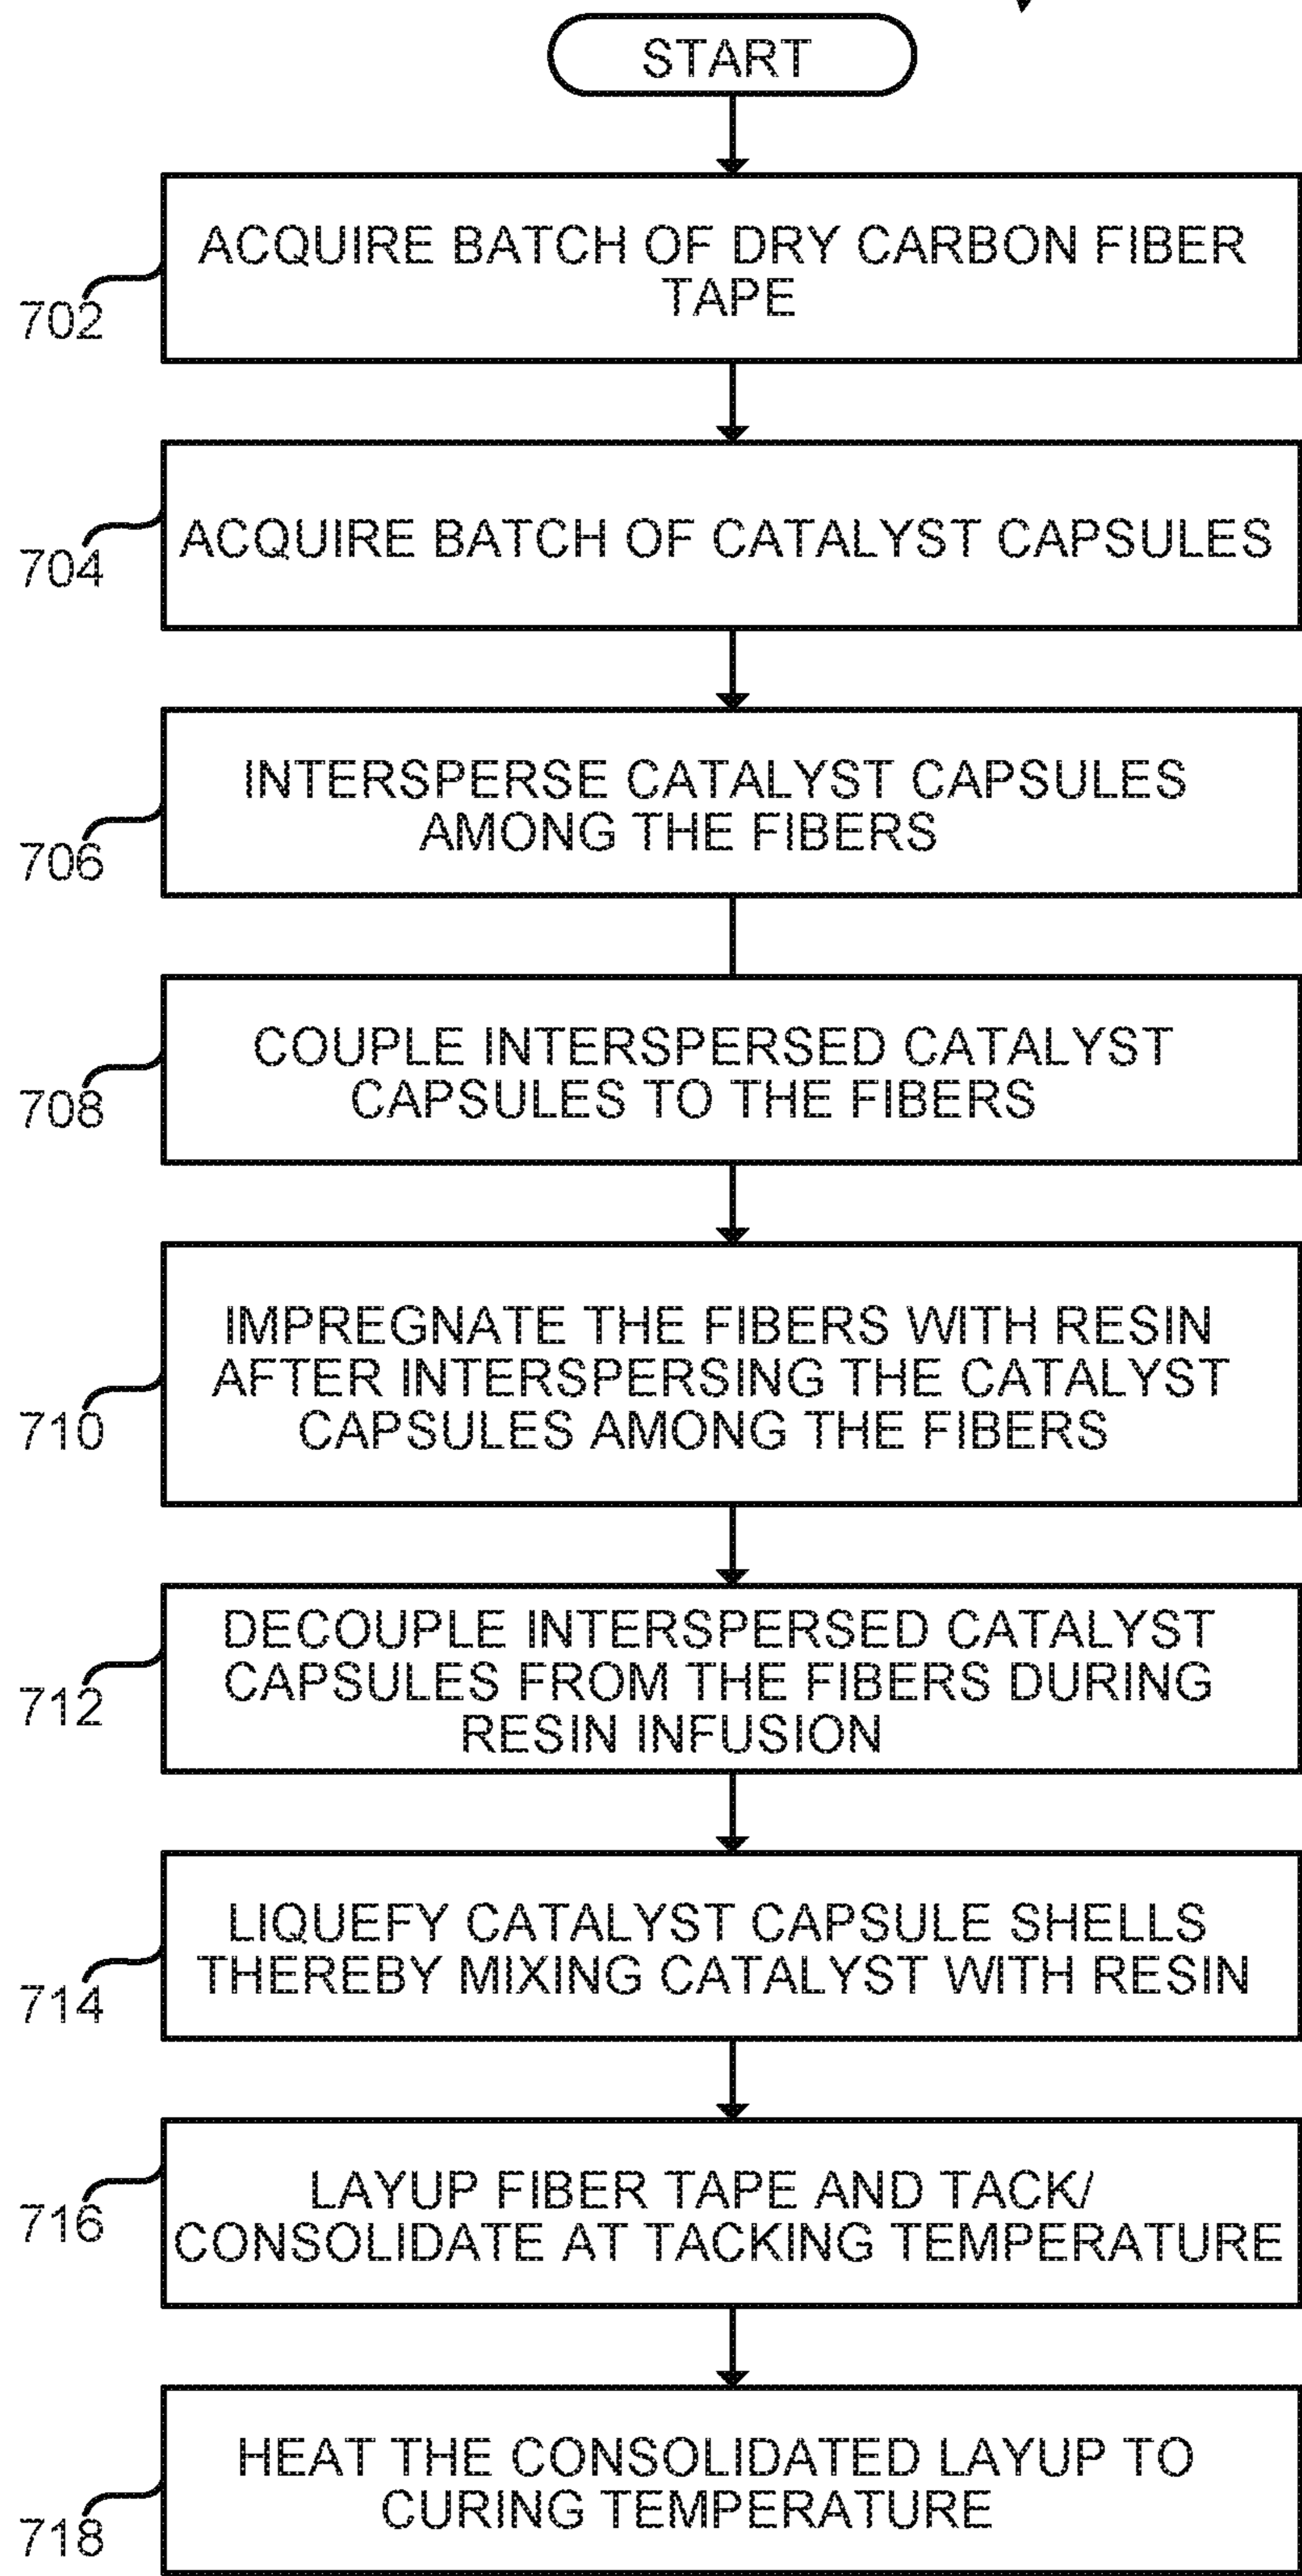 START
ACQUIRE BATCH OF DRY CARBON FIBER
TAPE
702
ACQUIRE BATCH OF CATALYST CAPSULES
704
INTERSPERSE CATALYST CAPSULES
AMONG THE FIBERS
706
COUPLE INTERSPERSED CATALYST
CAPSULES TO THE FIBERS
708
IMPREGNATE THE FIBERS WITH RESIN
AFTER INTERSPERSING THE CATALYST
CAPSULES AMONG THE FIBERS
710
DECOUPLE INTERSPERSED CATALYST
CAPSULES FROM THE FIBERS DURING
RESIN INFUSION
712
LIQUEFY CATALYST CAPSULE SHELLS
THEREBY MIXING CATALYST WITH RESIN
714
LAYUP FIBER TAPE AND TACK/
CONSOLIDATE AT TACKING TEMPERATURE
716
HEAT THE CONSOLIDATED LAYUP TO
CURING TEMPERATURE
718